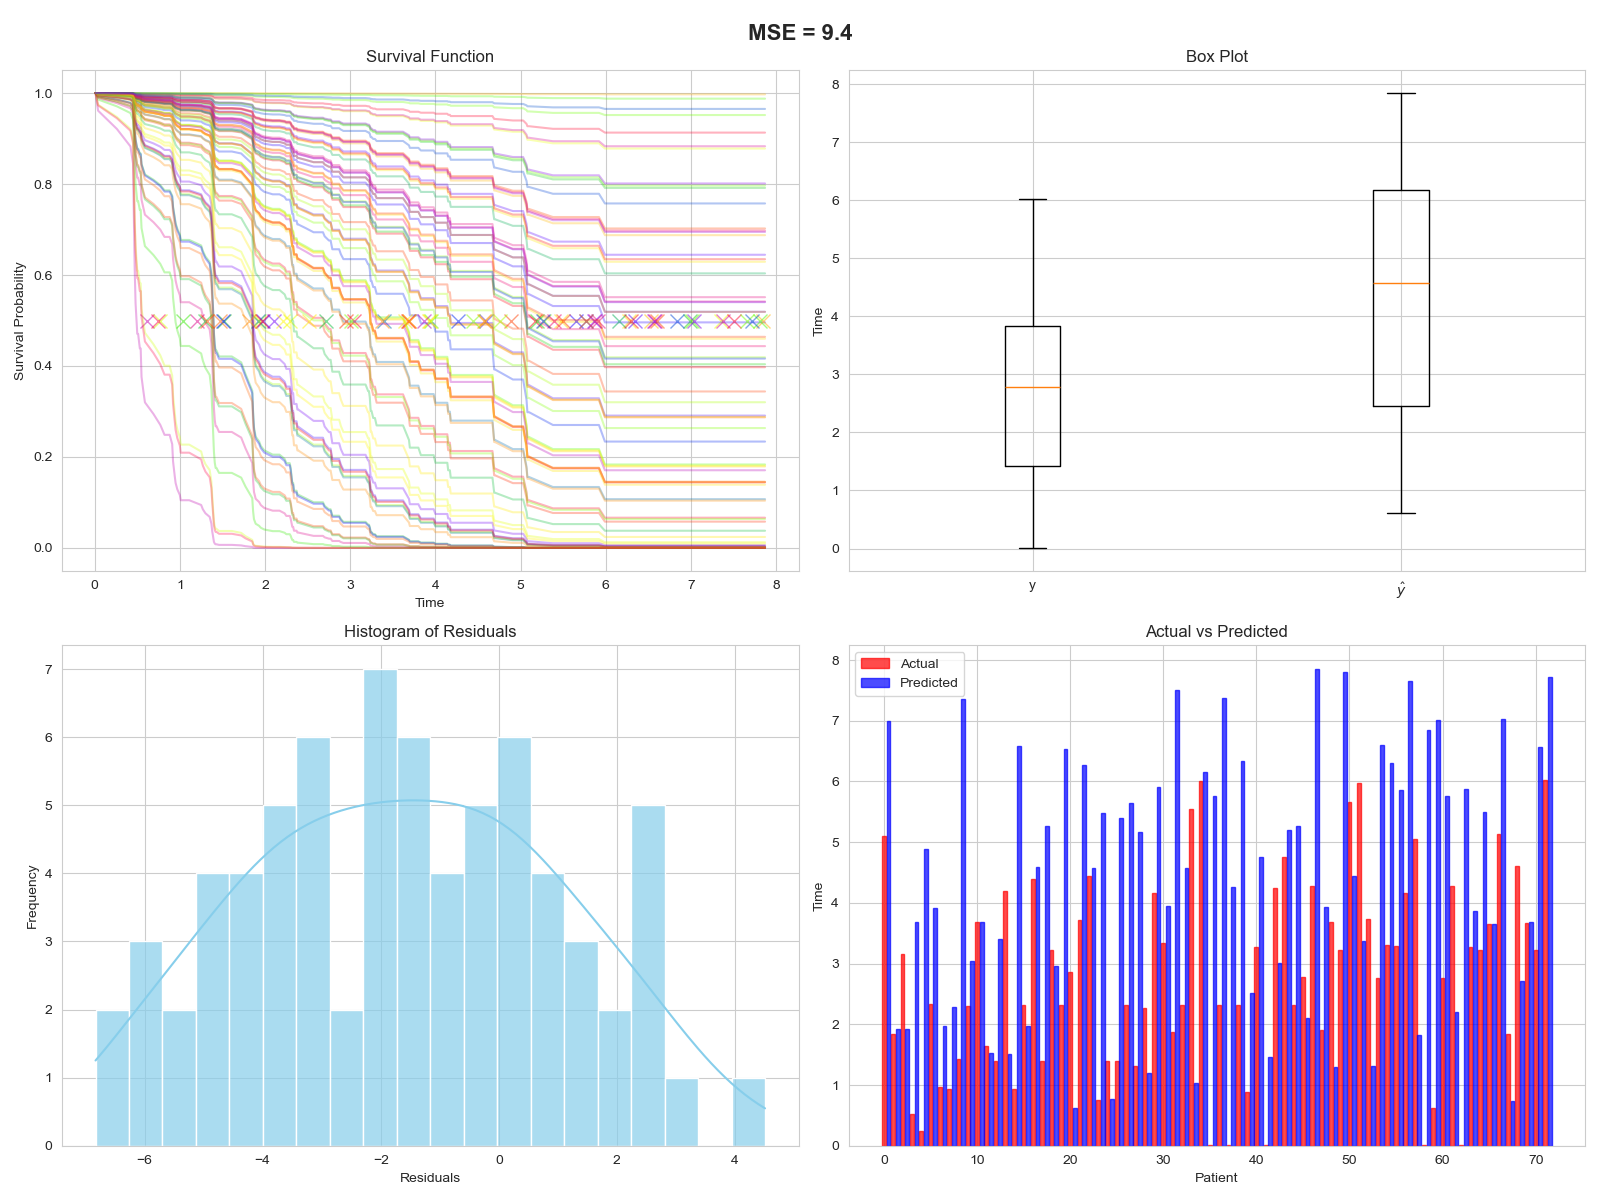 MSE = 9.4
Survival Function
Survival Probability
1.0
0.8
0.6
0.4
0.2
0.0
0 1 2 3 4 5 6 7 8
Time
Box Plot
Time
8
7
6
5
4
3
2
1
0
y ŷ
Histogram of Residuals
Frequency
7
6
5
4
3
2
1
0
−6 −4 −2 0 2 4
Residuals
Actual vs Predicted
Actual
Predicted
Time
8
7
6
5
4
3
2
1
0
0 10 20 30 40 50 60 70
Patient